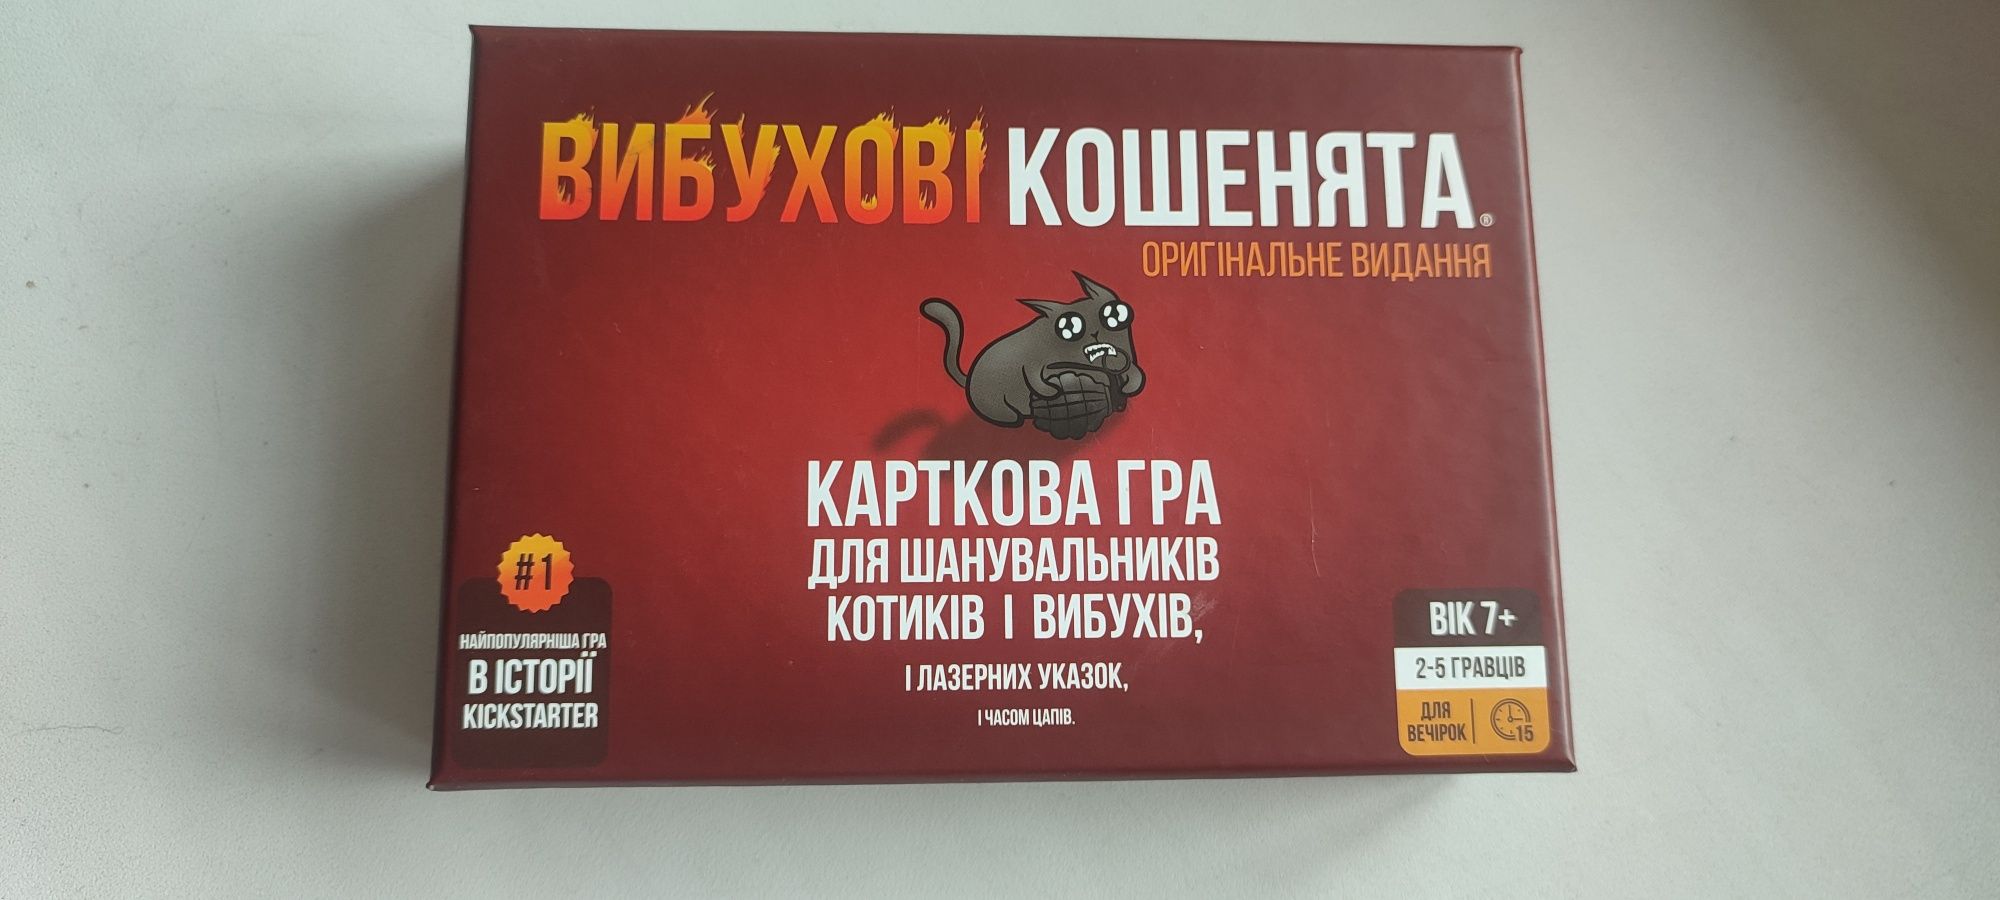 ВИБУХОВІ КОШЕНЯТА®
ОРИГІНАЛЬНЕ ВИДАННЯ
КАРТКОВА ГРА
ДЛЯ ШАНУВАЛЬНИКІВ
КОТИКІВ І ВИБУХІВ,
І ЛАЗЕРНИХ УКАЗОК,
І ЧАСОМ ЦАПІВ.
#1
НАЙПОПУЛЯРНІША ГРА
В ІСТОРІЇ
KICKSTARTER
ВІК 7+
2-5 ГРАВЦІВ
ДЛЯ
ВЕЧІРОК
15